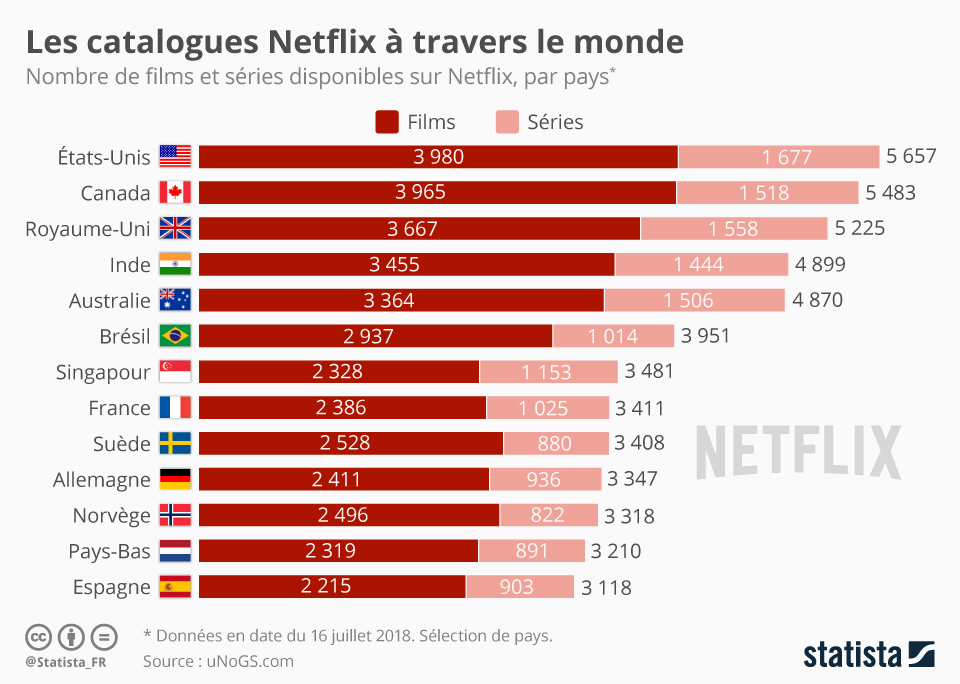 Les catalogues Netflix à travers le monde
Nombre de films et séries disponibles sur Netflix, par pays*
Films Séries
États-Unis 3 980 1 677 5 657
Canada 3 965 1 518 5 483
Royaume-Uni 3 667 1 558 5 225
Inde 3 455 1 444 4 899
Australie 3 364 1 506 4 870
Brésil 2 937 1 014 3 951
Singapour 2 328 1 153 3 481
France 2 386 1 025 3 411
Suède 2 528 880 3 408
Allemagne 2 411 936 3 347
Norvège 2 496 822 3 318
Pays-Bas 2 319 891 3 210
Espagne 2 215 903 3 118
NETFLIX
cc
@Statista_FR
* Données en date du 16 juillet 2018. Sélection de pays.
Source : uNoGS.com
statista